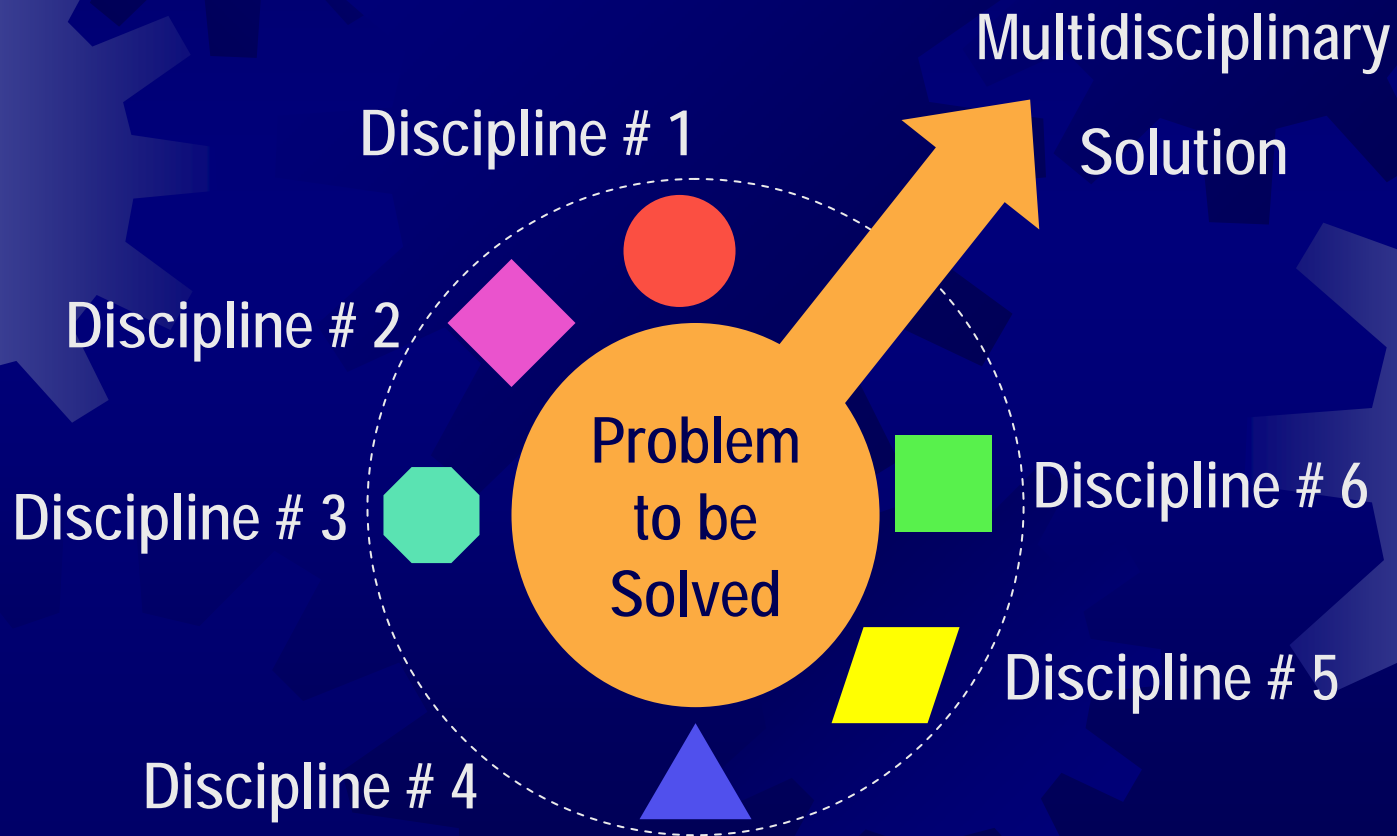 Multidisciplinary
Solution
Discipline # 1
Discipline # 2
Discipline # 3
Discipline # 4
Discipline # 5
Discipline # 6
Problem
to be
Solved